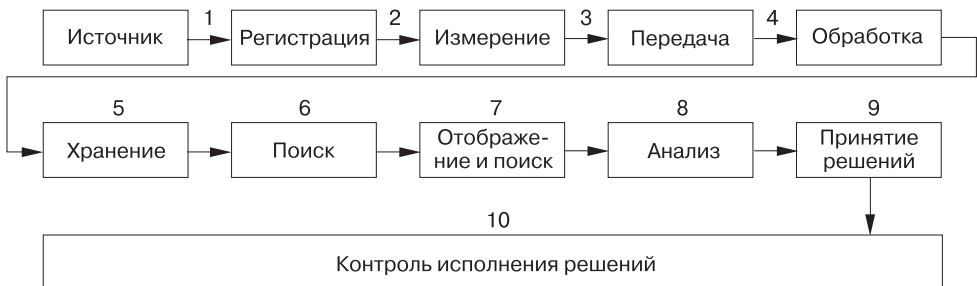 1 2 3 4
Источник Регистрация Измерение Передача Обработка
5 6 7 8 9
Хранение Поиск Отображе-
ние и поиск Анализ Принятие
решений
10
Контроль исполнения решений